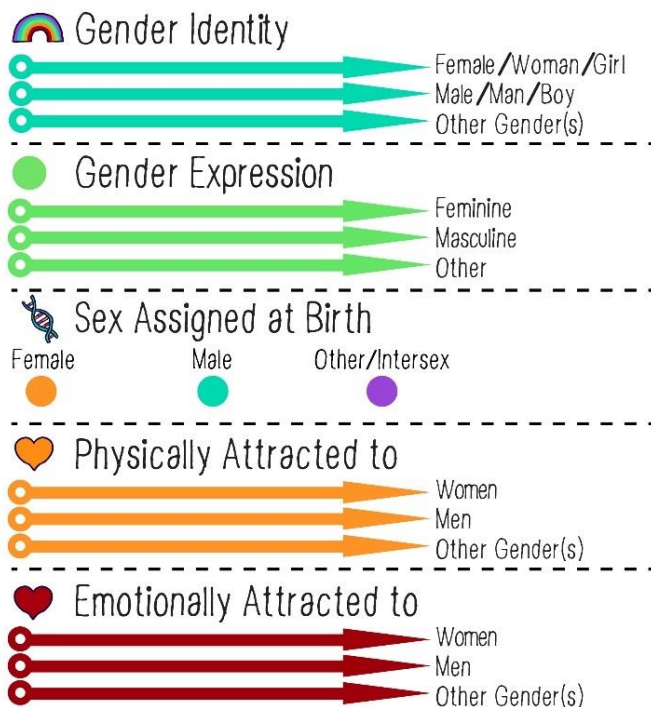 Gender Identity
Female/Woman/Girl
Male/Man/Boy
Other Gender(s)
Gender Expression
Feminine
Masculine
Other
Sex Assigned at Birth
Female Male Other/Intersex
Physically Attracted to
Women
Men
Other Gender(s)
Emotionally Attracted to
Women
Men
Other Gender(s)